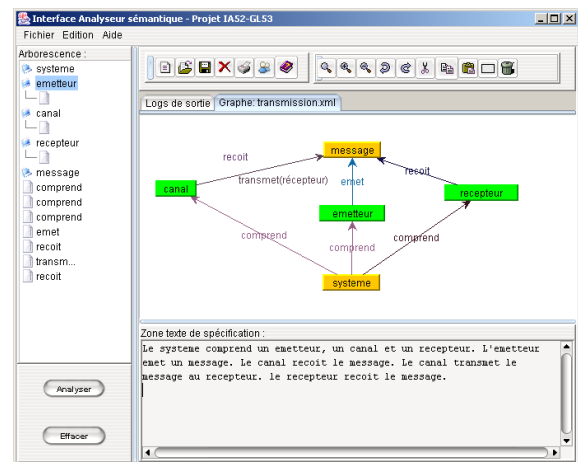 Interface Analyseur sémantique - Projet IA52-GL53
Fichier Edition Aide
Arborescence :
systeme
emetteur
canal
recepteur
message
comprend
comprend
comprend
emet
recoit
transm...
recoit
Analyser
Effacer
Logs de sortie Graphe: transmission.xml
message
recoit
recoit
transmet(récepteur)
emet
canal
recepteur
emetteur
comprend
comprend
comprend
systeme
Zone texte de spécification :
Le systeme comprend un emetteur, un canal et un recepteur. L'emetteur
emet un message. Le canal recoit le message. Le canal transmet le
message au recepteur. le recepteur recoit le message.